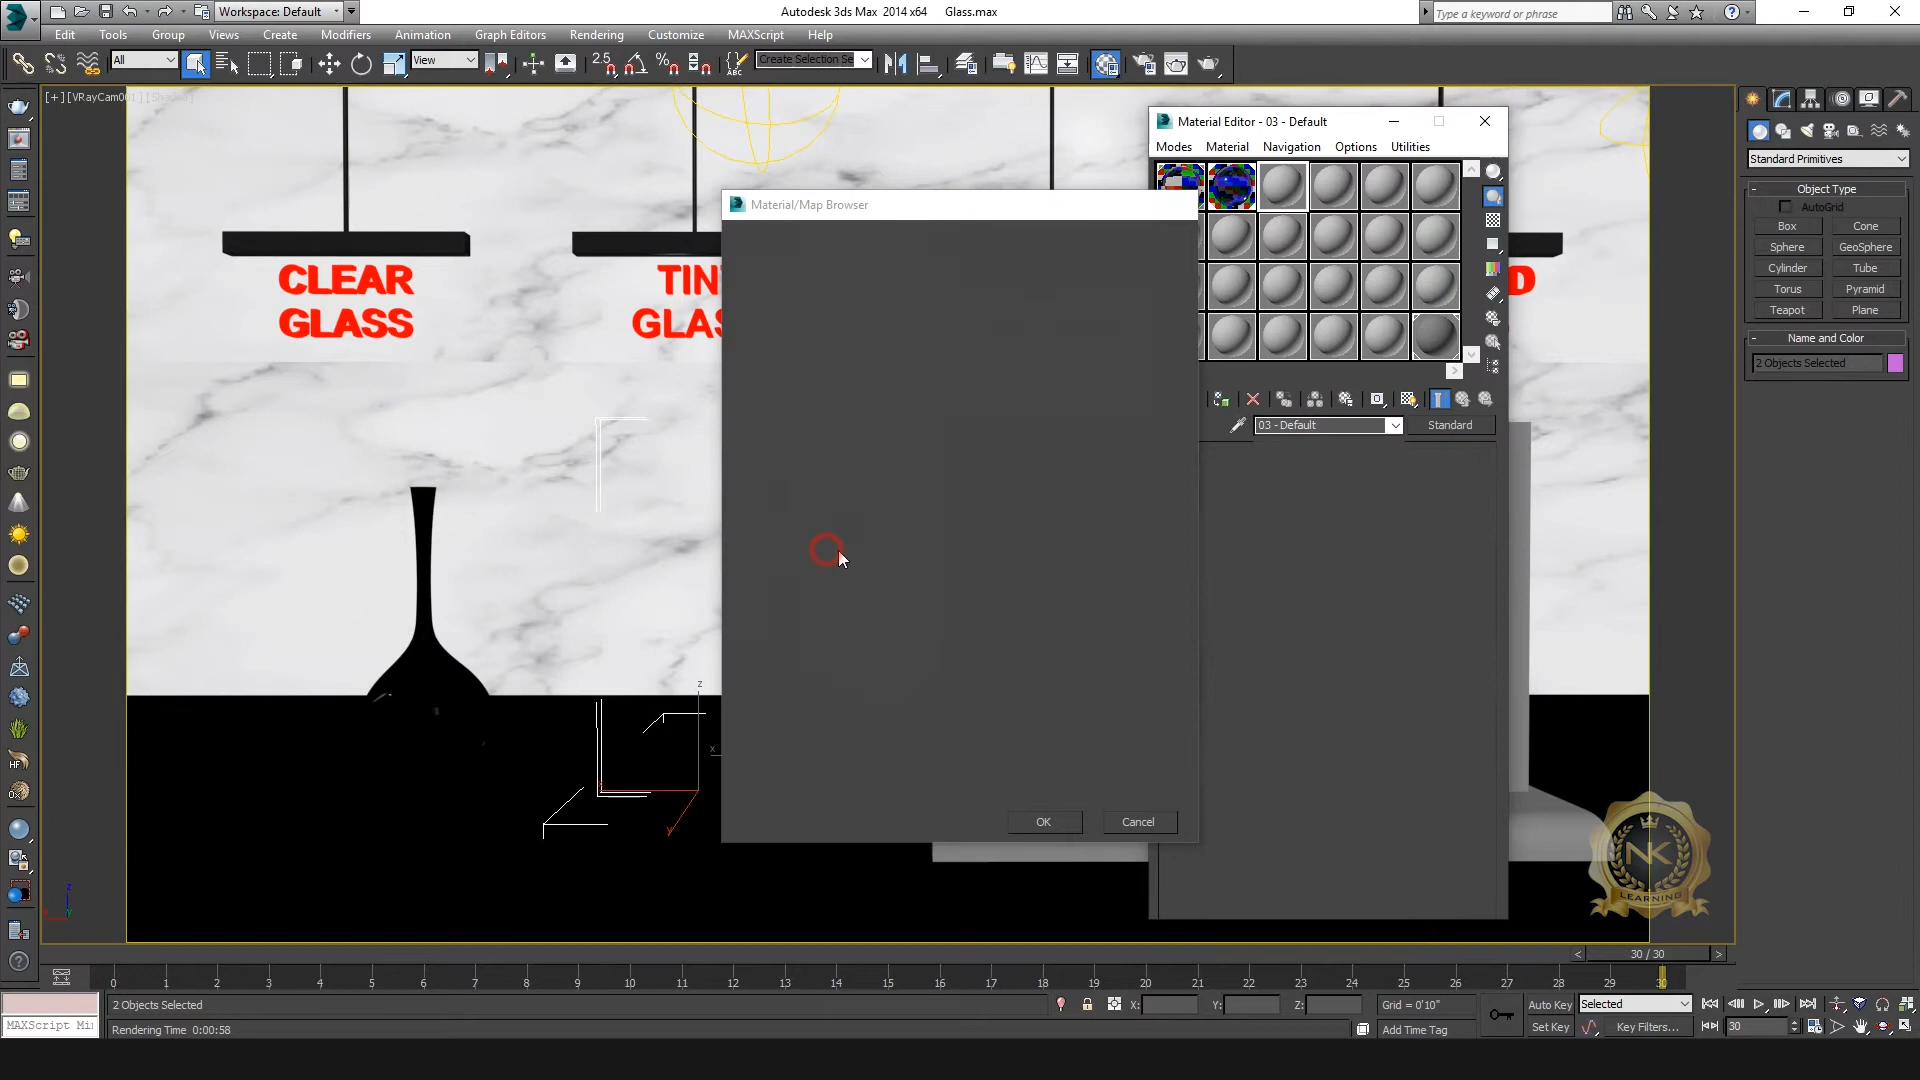 Workspace: Default
Autodesk 3ds Max 2014 x64 Glass.max
Type a keyword or phrase
Edit Tools Group Views Create Modifiers Animation Graph Editors Rendering Customize MAXScript Help
All
View
2.5
Create Selection Se
[+][VRayCam001][Shaded]
Material Editor - 03 - Default
Modes Material Navigation Options Utilities
Material/Map Browser
CLEAR
GLASS
TIN
GLAS
D
03 - Default
Standard
OK
Cancel
Standard Primitives
Object Type
AutoGrid
Box Cone
Sphere GeoSphere
Cylinder Tube
Torus Pyramid
Teapot Plane
Name and Color
2 Objects Selected
z
x
y
HF
NK
LEARNING
30 / 30
0 1 2 3 4 5 6 7 8 9 10 11 12 13 14 15 16 17 18 19 20 21 22 23 24 25 26 27 28 29 30
2 Objects Selected
X:
Y:
Z:
Grid = 0'10"
Auto Key
Selected
MAXScript Mi
Rendering Time 0:00:58
Add Time Tag
Set Key
Key Filters...
30